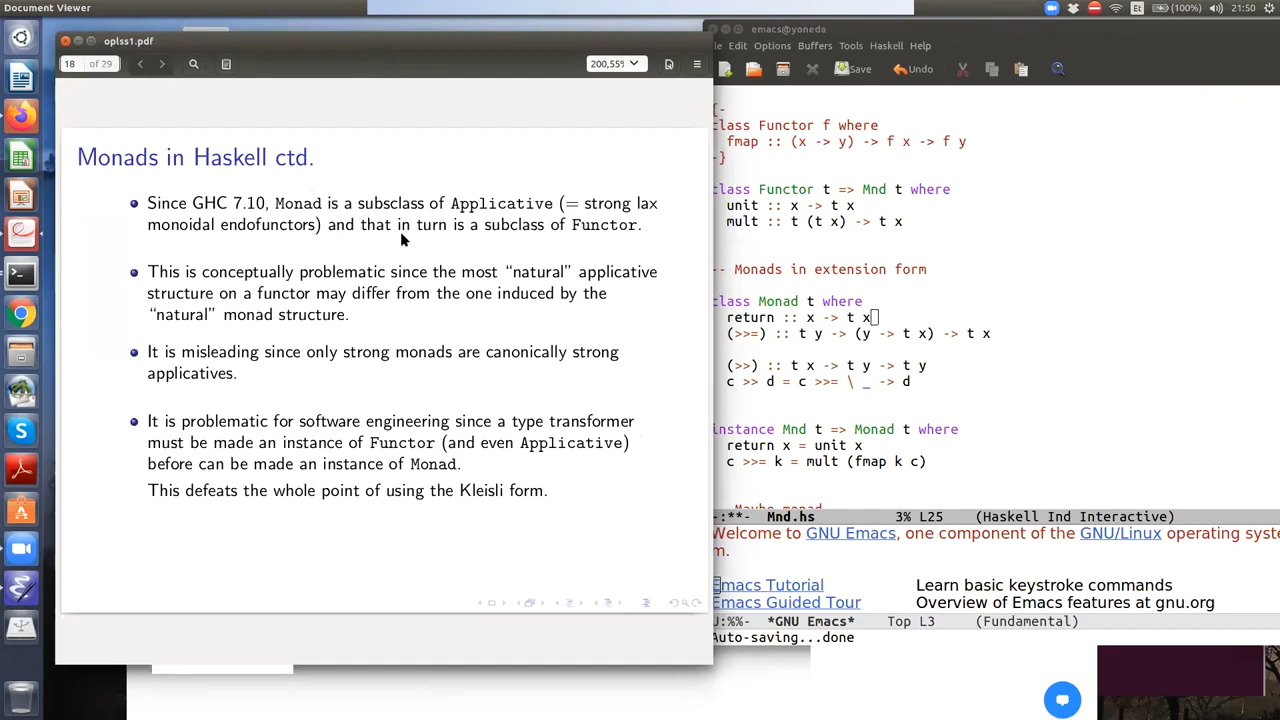 Document Viewer
Et
(100%)
21:50
oplss1.pdf
18 of 29
200,55%
Monads in Haskell ctd.
Since GHC 7.10, Monad is a subclass of Applicative (= strong lax
monoidal endofunctors) and that in turn is a subclass of Functor.
This is conceptually problematic since the most “natural” applicative
structure on a functor may differ from the one induced by the
“natural” monad structure.
It is misleading since only strong monads are canonically strong
applicatives.
It is problematic for software engineering since a type transformer
must be made an instance of Functor (and even Applicative)
before can be made an instance of Monad.
This defeats the whole point of using the Kleisli form.
emacs@yoneda
le Edit Options Buffers Tools Haskell Help
Save Undo
{-
class Functor f where
fmap :: (x -> y) -> f x -> f y
-}
class Functor t => Mnd t where
unit :: x -> t x
mult :: t (t x) -> t x
-- Monads in extension form
class Monad t where
return :: x -> t x
(>>=) :: t y -> (y -> t x) -> t x
(>>) :: t x -> t y -> t y
c >> d = c >>= \ _ -> d
instance Mnd t => Monad t where
return x = unit x
c >>= k = mult (fmap k c)
Maybe monad
-:**- Mnd.hs 3% L25 (Haskell Ind Interactive)
Welcome to GNU Emacs, one component of the GNU/Linux operating syste
m.
Emacs Tutorial Learn basic keystroke commands
Emacs Guided Tour Overview of Emacs features at gnu.org
U:%%- *GNU Emacs* Top L3 (Fundamental)
Auto-saving...done